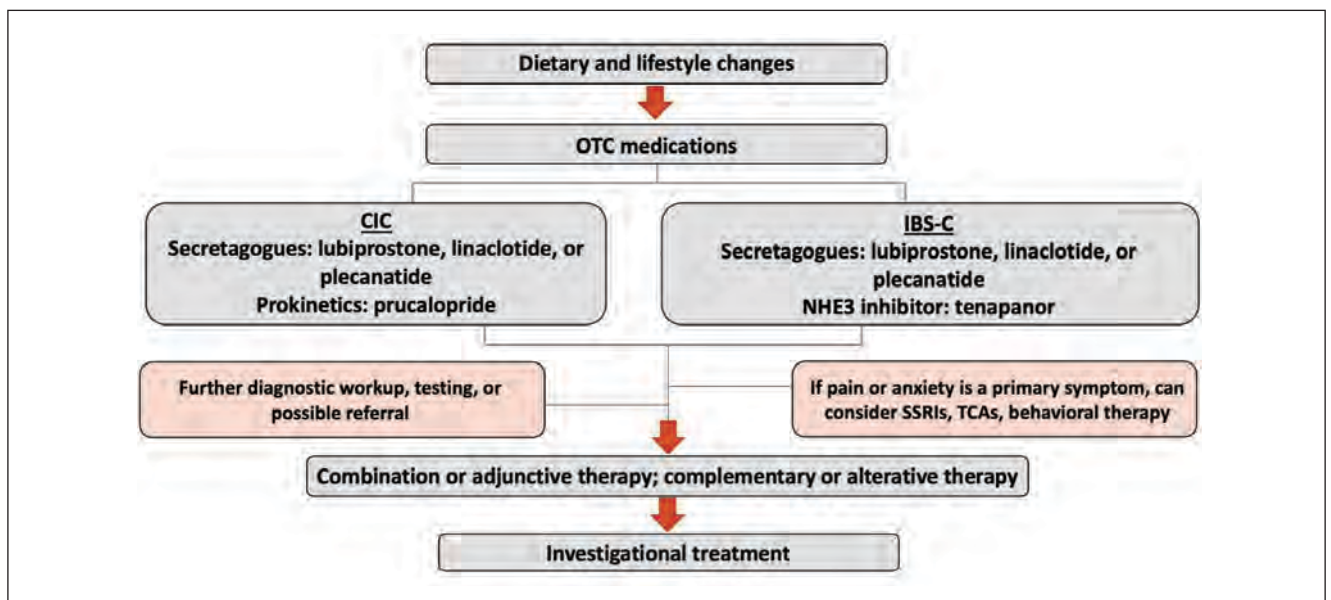 Dietary and lifestyle changes
OTC medications
CIC
Secretagogues: lubiprostone, linaclotide, or
plecanatide
Prokinetics: prucalopride
IBS-C
Secretagogues: lubiprostone, linaclotide, or
plecanatide
NHE3 inhibitor: tenapanor
Further diagnostic workup, testing, or
possible referral
If pain or anxiety is a primary symptom, can
consider SSRIs, TCAs, behavioral therapy
Combination or adjunctive therapy; complementary or alterative therapy
Investigational treatment